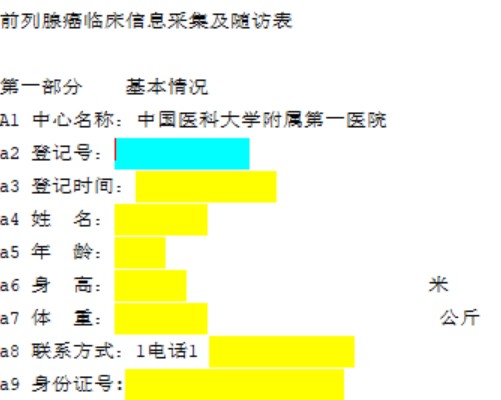 前列腺癌临床信息采集及随访表
第一部分 基本情况
A1 中心名称: 中国医科大学附属第一医院
a2 登记号:
a3 登记时间:
a4 姓 名:
a5 年 龄:
a6 身 高: 米
a7 体 重: 公斤
a8 联系方式: 1电话1
a9 身份证号: